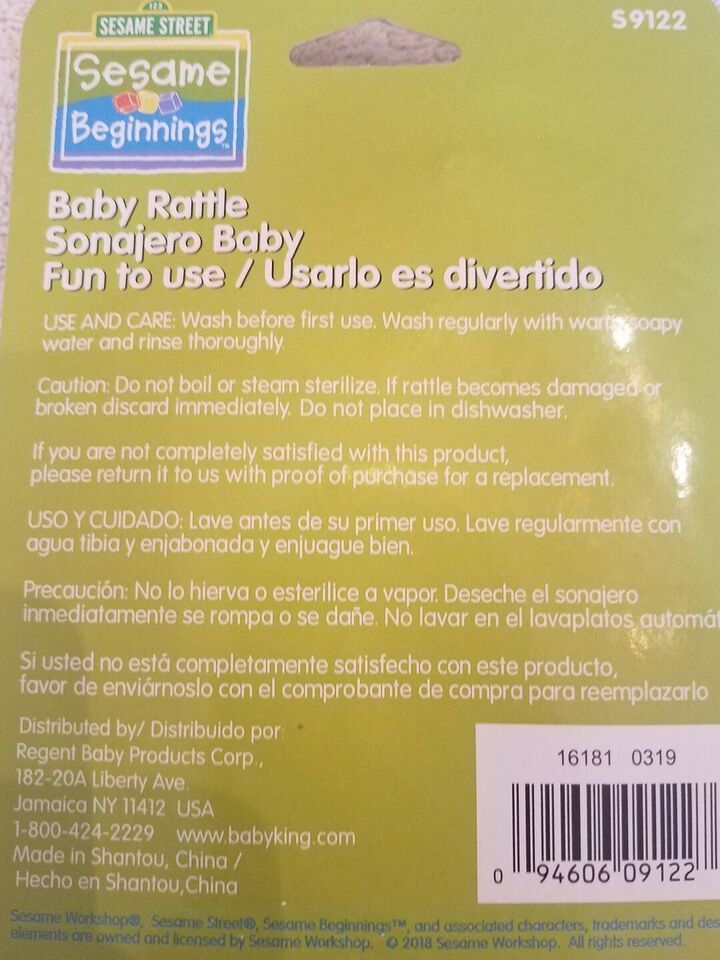 123
SESAME STREET
S9122
Sesame
Beginnings™
Baby Rattle
Sonajero Baby
Fun to use / Usarlo es divertido
USE AND CARE: Wash before first use. Wash regularly with warm soapy
water and rinse thoroughly.
Caution: Do not boil or steam sterilize. If rattle becomes damaged or
broken discard immediately. Do not place in dishwasher.
If you are not completely satisfied with this product,
please return it to us with proof of purchase for a replacement.
USO Y CUIDADO: Lave antes de su primer uso. Lave regularmente con
agua tibia y enjabonada y enjuague bien.
Precaución: No lo hierva o esterilice a vapor. Deseche el sonajero
inmediatamente se rompa o se dañe. No lavar en el lavaplatos automát
Si usted no está completamente satisfecho con este producto,
favor de enviárnoslo con el comprobante de compra para reemplazarlo
Distributed by/ Distribuido por:
Regent Baby Products Corp.,
182-20A Liberty Ave.
Jamaica NY 11412 USA
1-800-424-2229 www.babyking.com
Made in Shantou, China /
Hecho en Shantou,China
16181 0319
0 94606 09122
Sesame Workshop®, Sesame Street®, Sesame Beginnings™, and associated characters, trademarks and des
elements are owned and licensed by Sesame Workshop. © 2018 Sesame Workshop. All rights reserved.